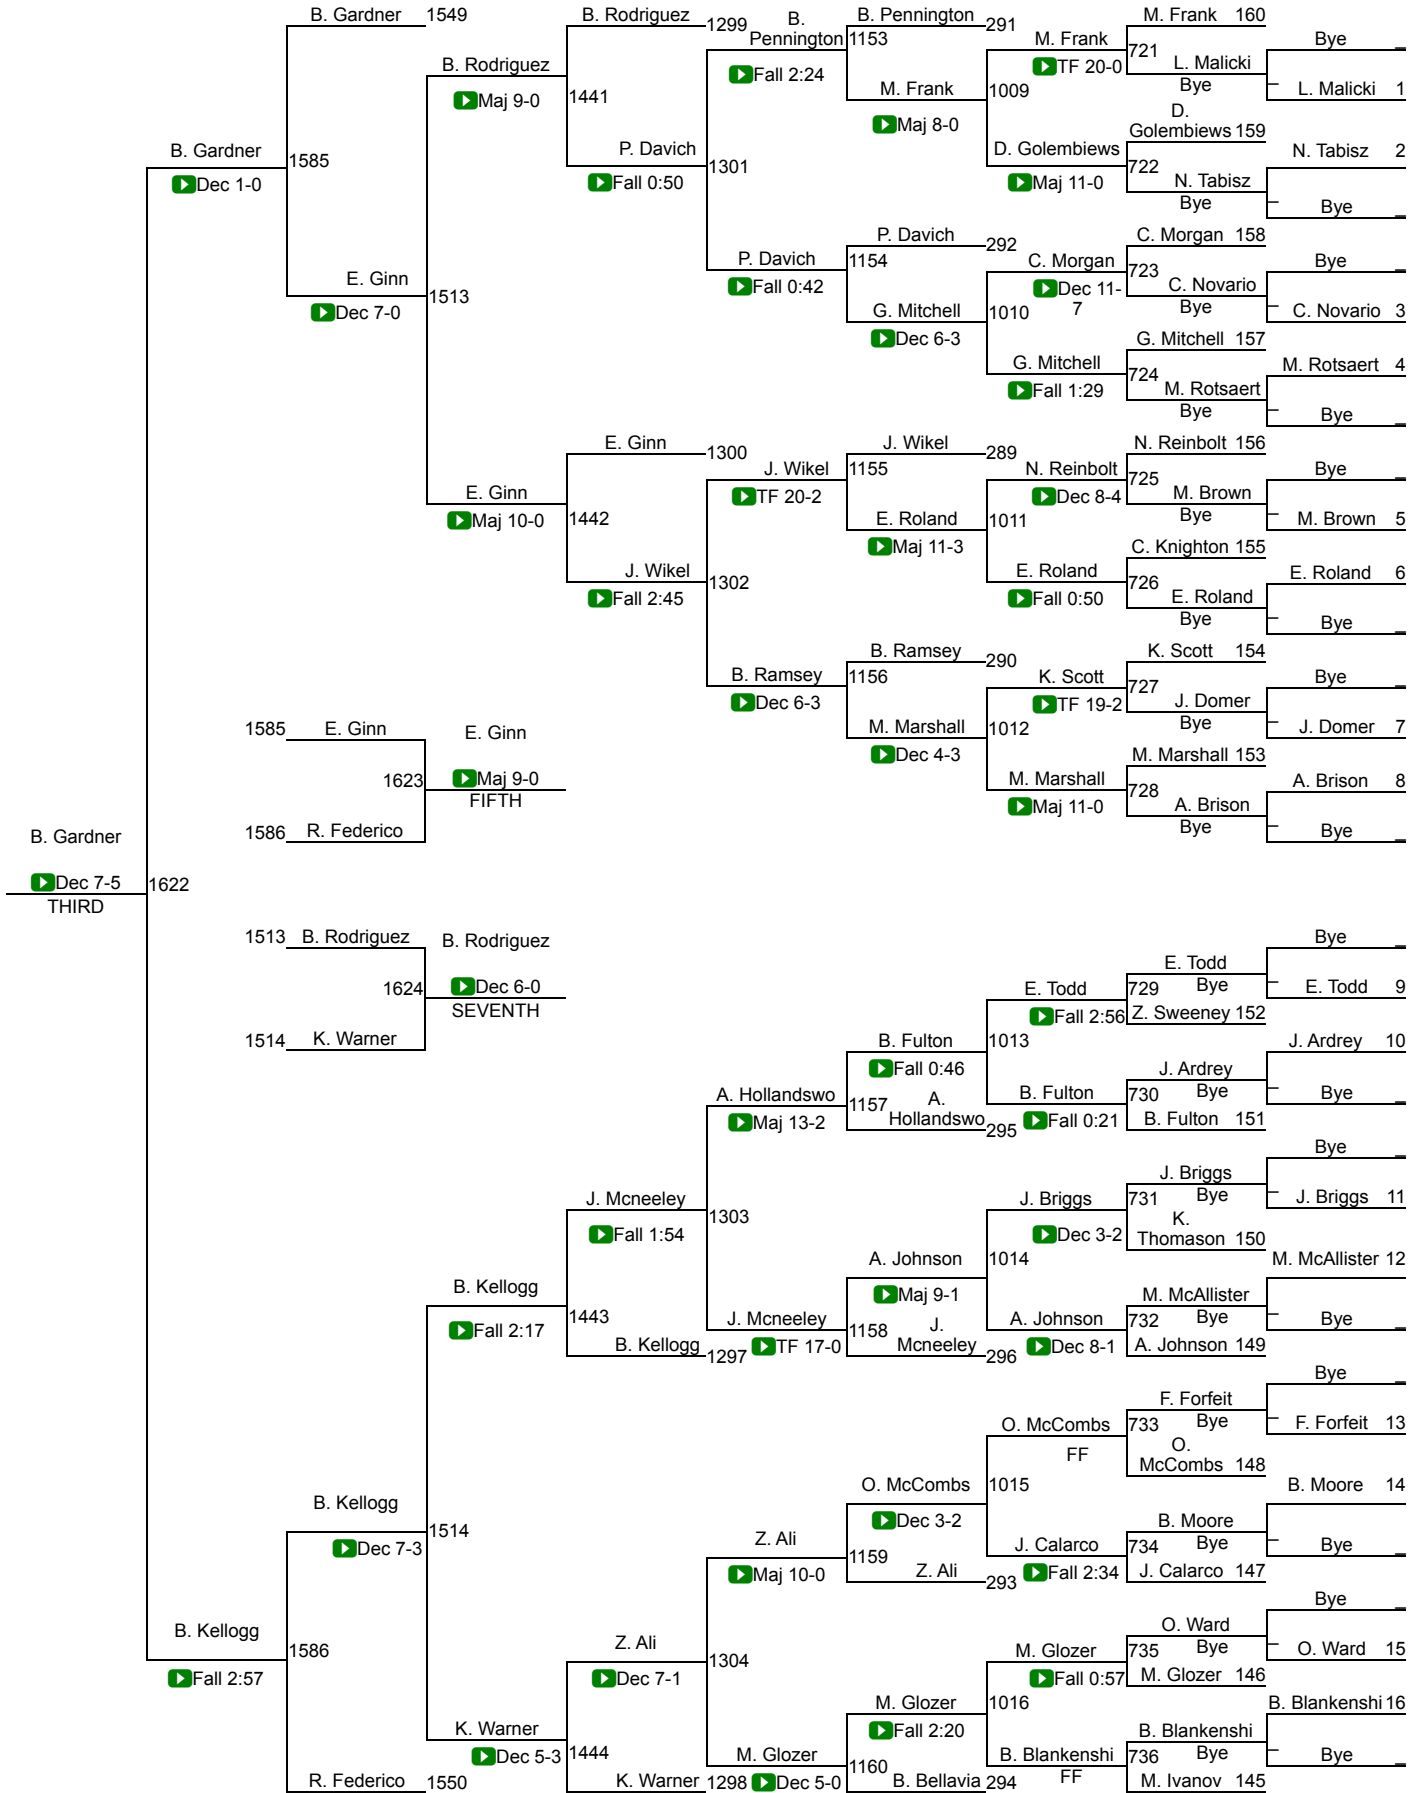 B. Gardner 1549
B. Rodriguez 1299
B. Pennington 1153
B. Pennington 291
M. Frank 160
M. Frank 721
Bye _
L. Malicki
TF 20-0
Fall 2:24
Bye
L. Malicki 1
B. Rodriguez
Maj 9-0
1441
M. Frank 1009
Maj 8-0
D. Golembiews 159
B. Gardner 1585
Dec 1-0
P. Davich 1301
Fall 0:50
D. Golembiews 722
Maj 11-0
N. Tabisz 2
N. Tabisz
Bye
– Bye _
P. Davich 292
C. Morgan 158
P. Davich 1154
Fall 0:42
C. Morgan 723
Dec 11-7
Bye _
C. Novario
Bye
– C. Novario 3
E. Ginn 1513
Dec 7-0
G. Mitchell 1010
Dec 6-3
G. Mitchell 157
G. Mitchell 724
Fall 1:29
M. Rotsaert 4
M. Rotsaert
Bye
– Bye _
E. Ginn 1300
J. Wikel 289
N. Reinbolt 156
J. Wikel 1155
TF 20-2
N. Reinbolt 725
Dec 8-4
Bye _
M. Brown
Bye
– M. Brown 5
E. Ginn 1442
Maj 10-0
E. Roland 1011
Maj 11-3
C. Knighton 155
J. Wikel 1302
Fall 2:45
E. Roland 726
Fall 0:50
E. Roland 6
E. Roland
Bye
– Bye _
B. Ramsey 290
K. Scott 154
B. Ramsey 1156
Dec 6-3
K. Scott 727
TF 19-2
Bye _
J. Domer
Bye
– J. Domer 7
1585 E. Ginn
E. Ginn
M. Marshall 1012
Dec 4-3
M. Marshall 153
1623 Maj 9-0
FIFTH
M. Marshall 728
Maj 11-0
A. Brison 8
A. Brison
Bye
– Bye _
1586 R. Federico
B. Gardner
Dec 7-5 1622
THIRD
1513 B. Rodriguez
B. Rodriguez
Bye _
1624 Dec 6-0
SEVENTH
E. Todd
E. Todd 729 Bye
– E. Todd 9
Fall 2:56 Z. Sweeney 152
1514 K. Warner
B. Fulton 1013
Fall 0:46
J. Ardrey 10
J. Ardrey
A. Hollandswo 1157
Maj 13-2
A. Hollandswo 295
B. Fulton 730 Bye
– Bye _
Fall 0:21 B. Fulton 151
Bye _
J. Briggs
J. Mcneeley 1303
Fall 1:54
J. Briggs 731 Bye
– J. Briggs 11
Dec 3-2
K. Thomason 150
A. Johnson 1014
Maj 9-1
M. McAllister 12
B. Kellogg 1443
Fall 2:17
M. McAllister
J. Mcneeley 1158
TF 17-0
J. Mcneeley 296
A. Johnson 732 Bye
– Bye _
B. Kellogg 1297
Dec 8-1 A. Johnson 149
Bye _
F. Forfeit
O. McCombs 733 Bye
– F. Forfeit 13
FF
O. McCombs 148
O. McCombs 1015
Dec 3-2
B. Moore 14
B. Kellogg 1514
Dec 7-3
B. Moore
Z. Ali 1159
Maj 10-0
J. Calarco 734 Bye
– Bye _
Z. Ali 293
Fall 2:34 J. Calarco 147
Bye _
B. Kellogg 1586
Fall 2:57
O. Ward
Z. Ali 1304
Dec 7-1
M. Glozer 735 Bye
– O. Ward 15
Fall 0:57 M. Glozer 146
M. Glozer 1016
Fall 2:20
B. Blankenshi 16
K. Warner 1444
Dec 5-3
B. Blankenshi
M. Glozer 1160
Dec 5-0
B. Blankenshi 736 Bye
– Bye _
FF
R. Federico 1550
K. Warner 1298
B. Bellavia 294
M. Ivanov 145